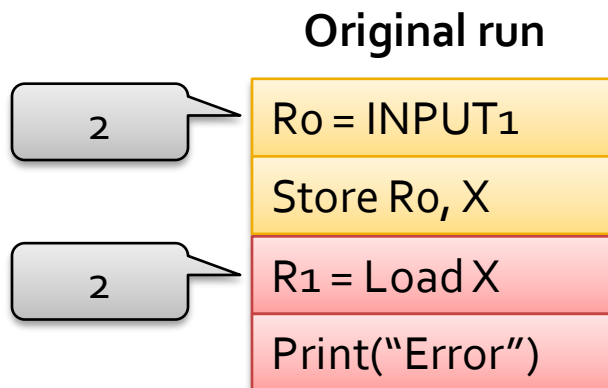 Original run
2
R0 = INPUT1
Store R0, X
2
R1 = Load X
Print(“Error”)